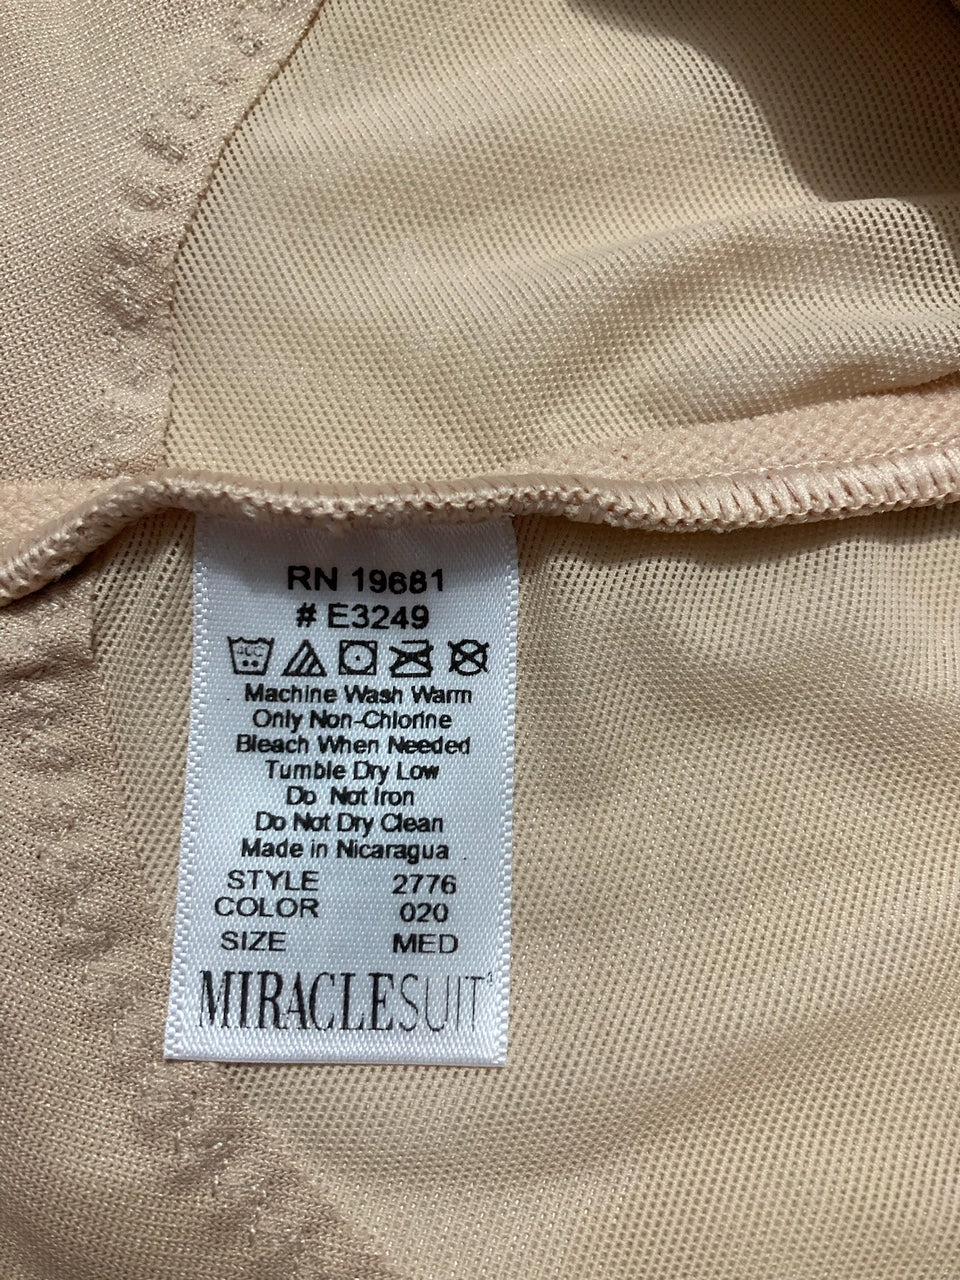 RN 19681
# E3249
40C
Machine Wash Warm
Only Non-Chlorine
Bleach When Needed
Tumble Dry Low
Do Not Iron
Do Not Dry Clean
Made in Nicaragua
STYLE 2776
COLOR 020
SIZE MED
MIRACLESUIT